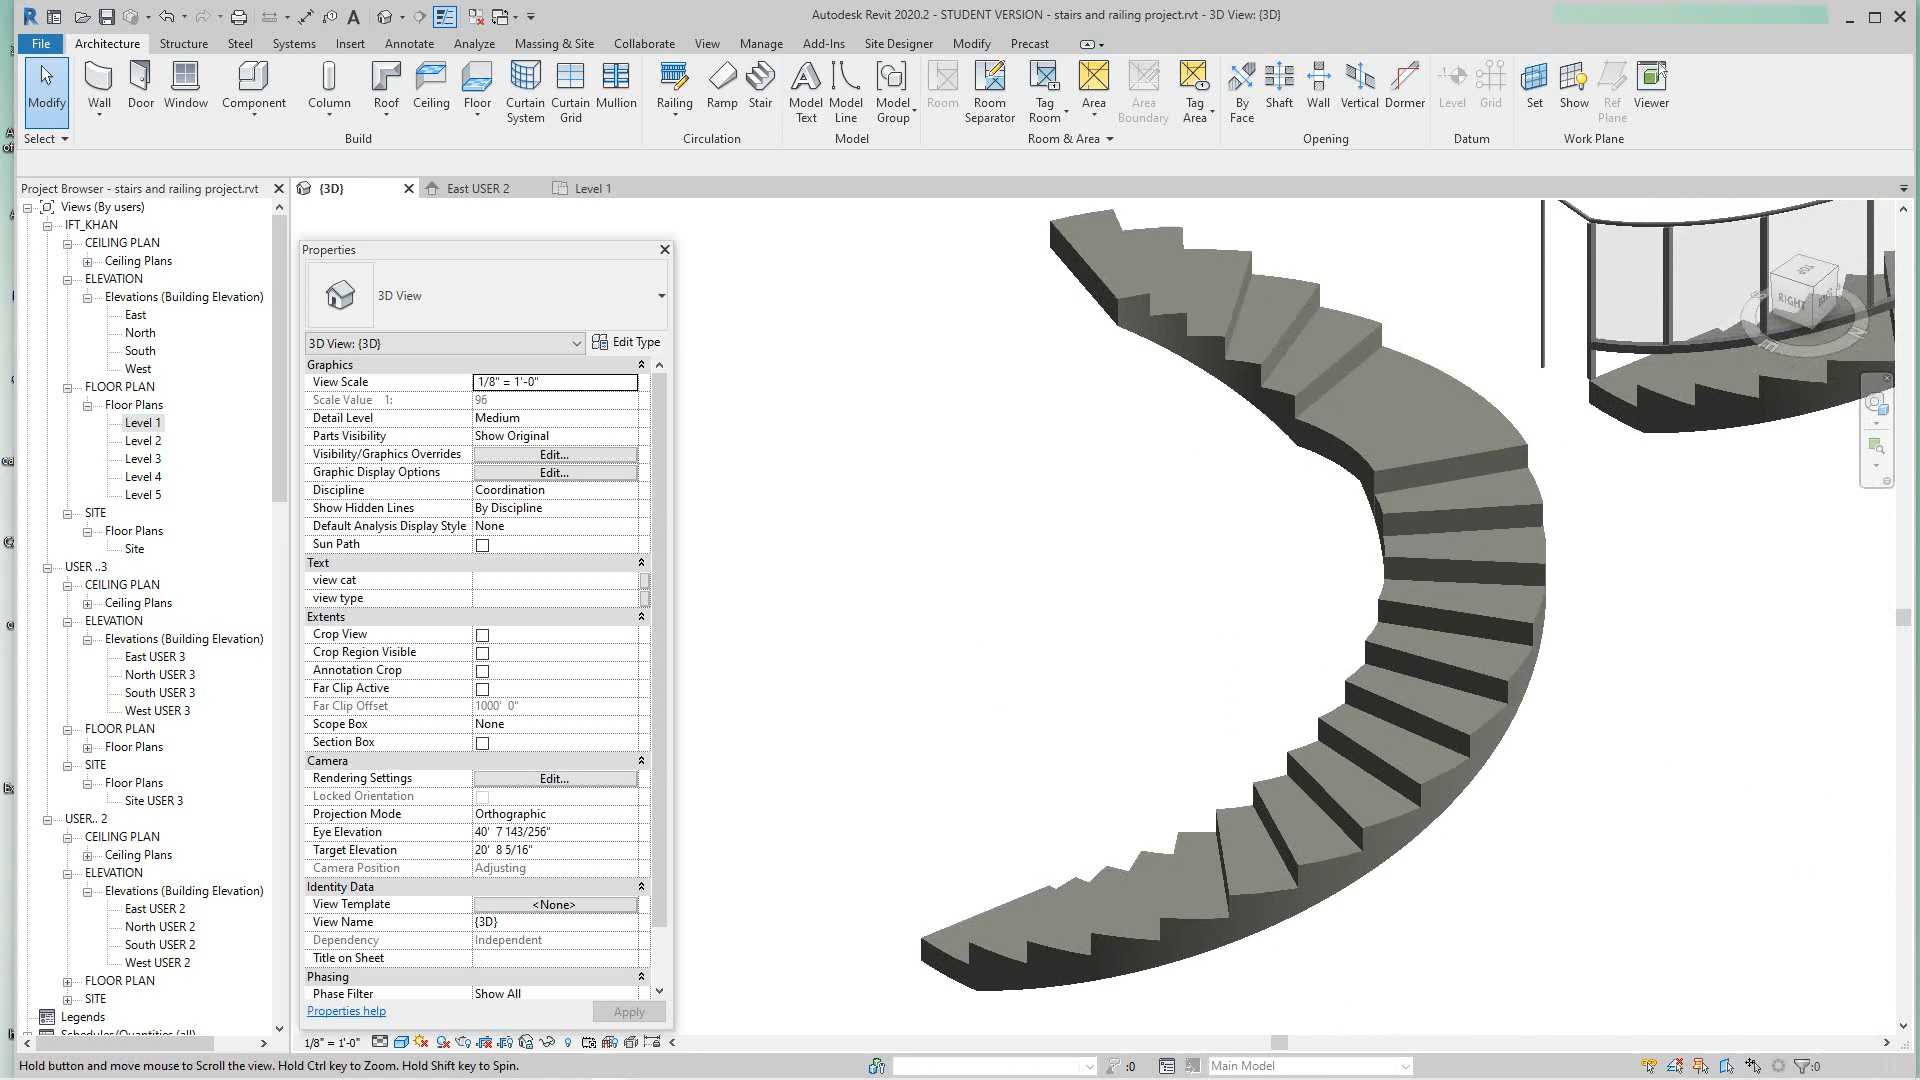 Autodesk Revit 2020.2 - STUDENT VERSION - stairs and railing project.rvt - 3D View: {3D}
File Architecture Structure Steel Systems Insert Annotate Analyze Massing & Site Collaborate View Manage Add-Ins Site Designer Modify Precast
Modify Wall Door Window Component Column Roof Ceiling Floor Curtain System Curtain Grid Mullion Railing Ramp Stair Model Text Model Line Model Group Room Room Separator Tag Room Area Area Boundary Tag Area By Face Shaft Wall Vertical Dormer Level Grid Set Show Ref Plane Viewer
Select Build Circulation Model Room & Area Opening Datum Work Plane
Project Browser - stairs and railing project.rvt
{3D} East USER 2 Level 1
Views (By users)
IFT_KHAN
CEILING PLAN
Ceiling Plans
ELEVATION
Elevations (Building Elevation)
East
North
South
West
FLOOR PLAN
Floor Plans
Level 1
Level 2
Level 3
Level 4
Level 5
SITE
Floor Plans
Site
USER ..3
CEILING PLAN
Ceiling Plans
ELEVATION
Elevations (Building Elevation)
East USER 3
North USER 3
South USER 3
West USER 3
FLOOR PLAN
Floor Plans
SITE
Floor Plans
Site USER 3
USER.. 2
CEILING PLAN
Ceiling Plans
ELEVATION
Elevations (Building Elevation)
East USER 2
North USER 2
South USER 2
West USER 2
FLOOR PLAN
SITE
Legends
Schedules/Quantities (all)
Properties
3D View
3D View: {3D} Edit Type
Graphics
View Scale 1/8" = 1'-0"
Scale Value 1: 96
Detail Level Medium
Parts Visibility Show Original
Visibility/Graphics Overrides Edit...
Graphic Display Options Edit...
Discipline Coordination
Show Hidden Lines By Discipline
Default Analysis Display Style None
Sun Path
Text
view cat
view type
Extents
Crop View
Crop Region Visible
Annotation Crop
Far Clip Active
Far Clip Offset 1000' 0"
Scope Box None
Section Box
Camera
Rendering Settings Edit...
Locked Orientation
Projection Mode Orthographic
Eye Elevation 40' 7 143/256"
Target Elevation 20' 8 5/16"
Camera Position Adjusting
Identity Data
View Template <None>
View Name {3D}
Dependency Independent
Title on Sheet
Phasing
Phase Filter Show All
Properties help Apply
TOP
RIGHT
1/8" = 1'-0"
Hold button and move mouse to Scroll the view. Hold Ctrl key to Zoom. Hold Shift key to Spin.
:0 Main Model :0